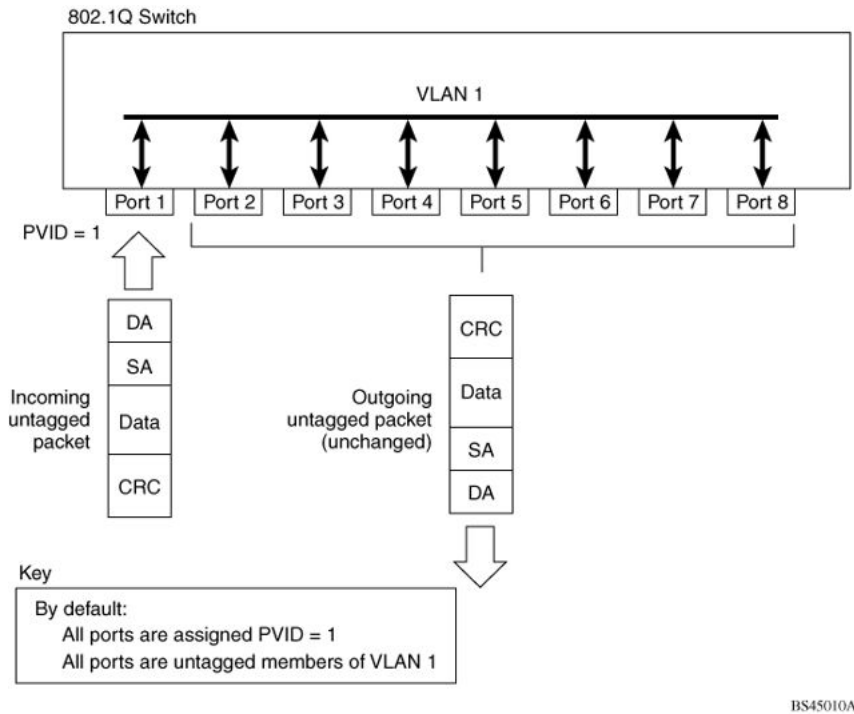 802.1Q Switch
VLAN 1
Port 1
Port 2
Port 3
Port 4
Port 5
Port 6
Port 7
Port 8
PVID = 1
Incoming
untagged
packet
DA
SA
Data
CRC
Outgoing
untagged packet
(unchanged)
CRC
Data
SA
DA
Key
By default:
All ports are assigned PVID = 1
All ports are untagged members of VLAN 1
BS45010A